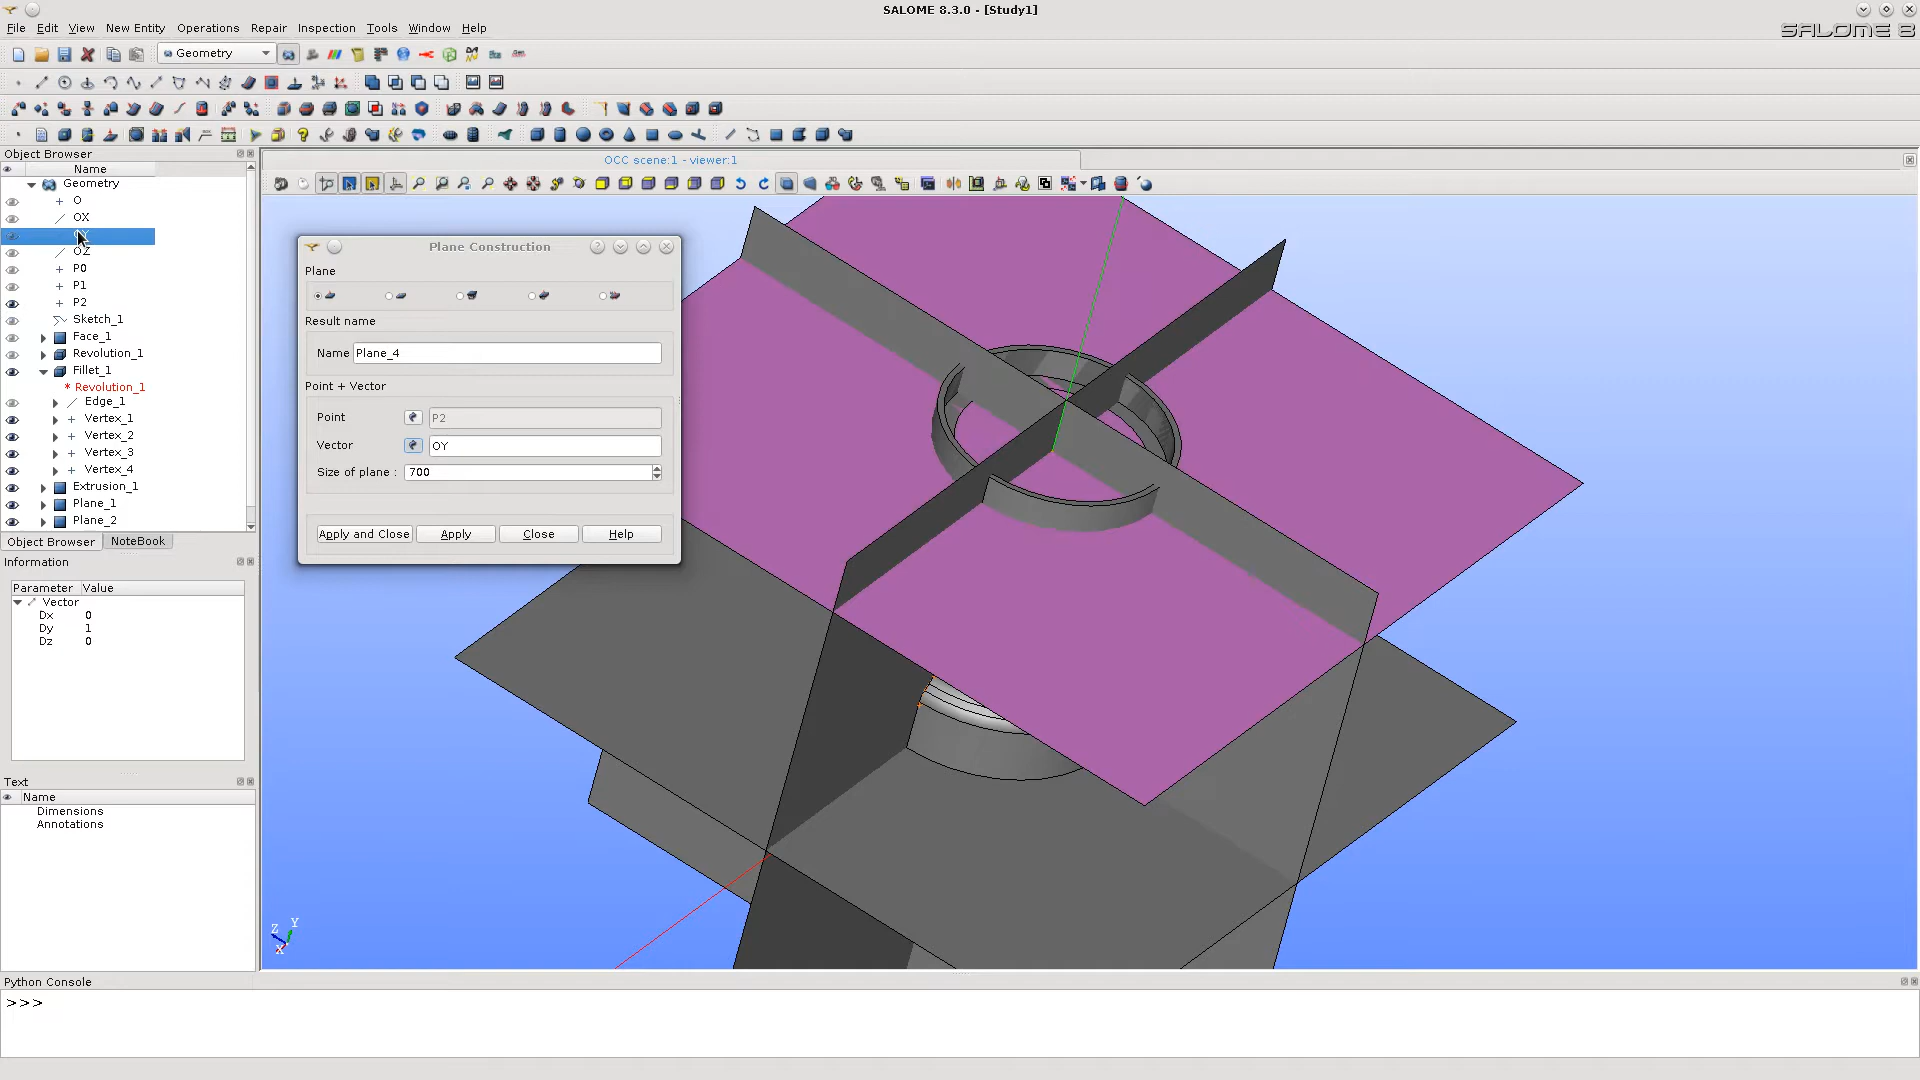 SALOME 8.3.0 - [Study1]
File Edit View New Entity Operations Repair Inspection Tools Window Help
SALOME 8
Geometry
Object Browser
OCC scene:1 - viewer:1
Name
Geometry
O
OX
OZ
P0
P1
P2
Sketch_1
Face_1
Revolution_1
Fillet_1
* Revolution_1
Edge_1
Vertex_1
Vertex_2
Vertex_3
Vertex_4
Extrusion_1
Plane_1
Plane_2
Plane Construction
Plane
Result name
Name Plane_4
Point + Vector
Point P2
Vector OY
Size of plane : 700
Apply and Close Apply Close Help
Object Browser NoteBook
Information
Parameter Value
Vector
Dx 0
Dy 1
Dz 0
Text
Name
Dimensions
Annotations
Z Y
X
Python Console
>>>